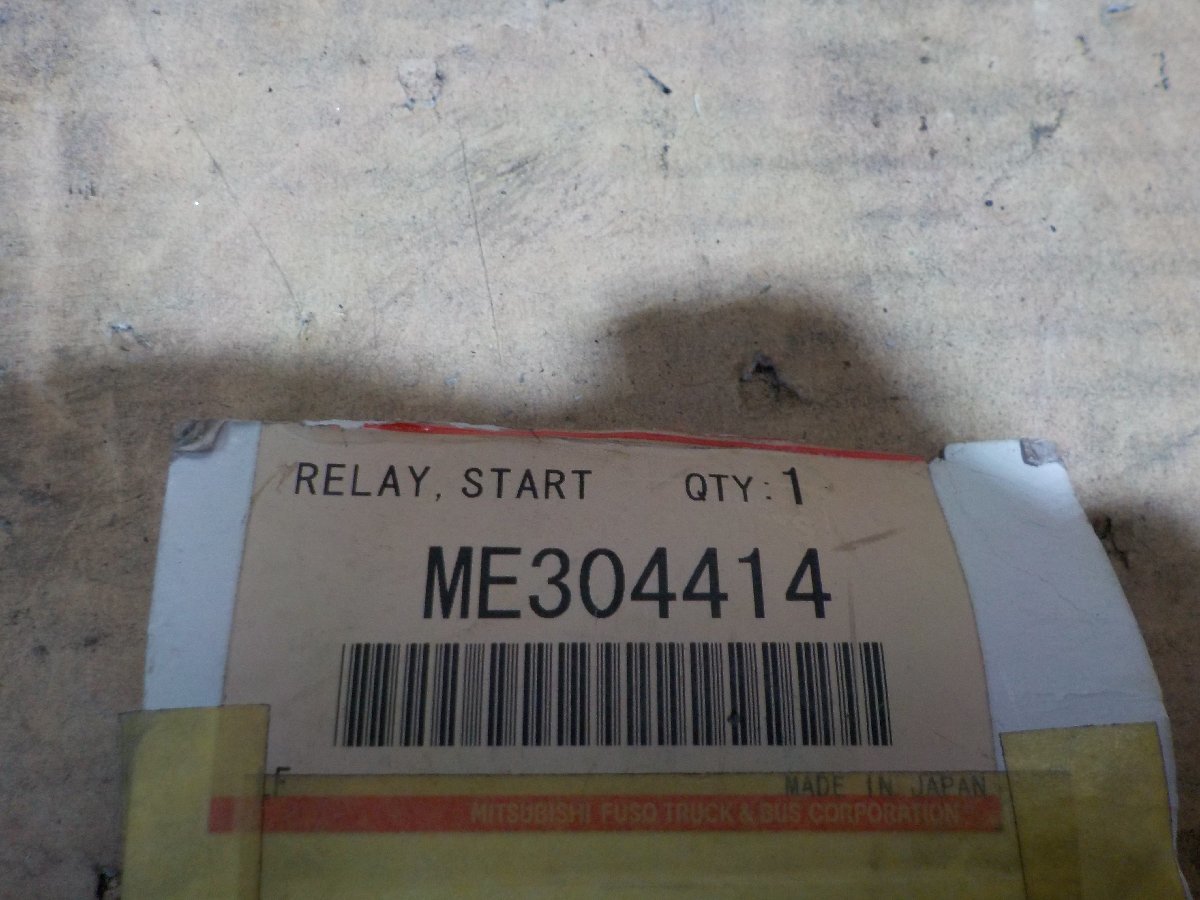 RELAY, START QTY:1
ME304414
F MADE IN JAPAN
MITSUBISHI FUSO TRUCK & BUS CORPORATION